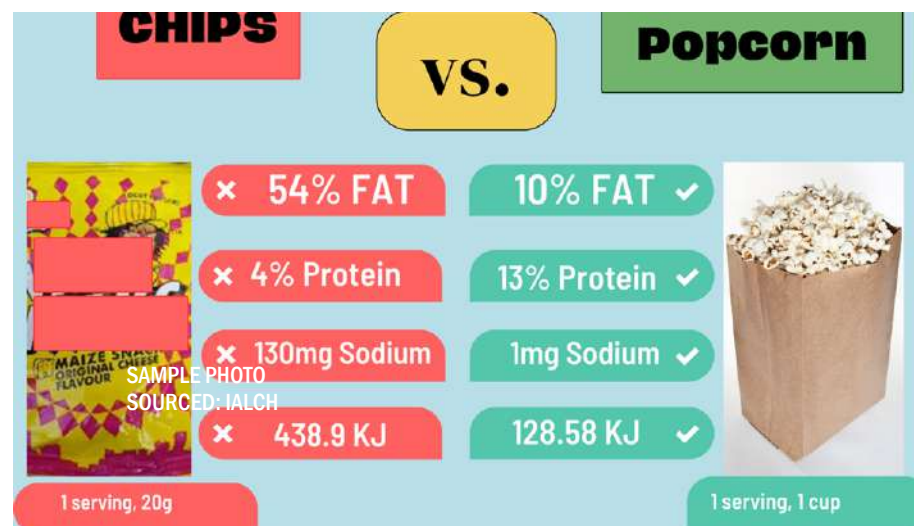 CHIPS
vs.
Popcorn
54% FAT
10% FAT
4% Protein
13% Protein
130mg Sodium
1mg Sodium
MAIZE SNACK
ORIGINAL CHEESE
FLAVOUR
SAMPLE PHOTO
SOURCED: IALCH
438.9 KJ
128.58 KJ
1 serving, 20g
1 serving, 1 cup